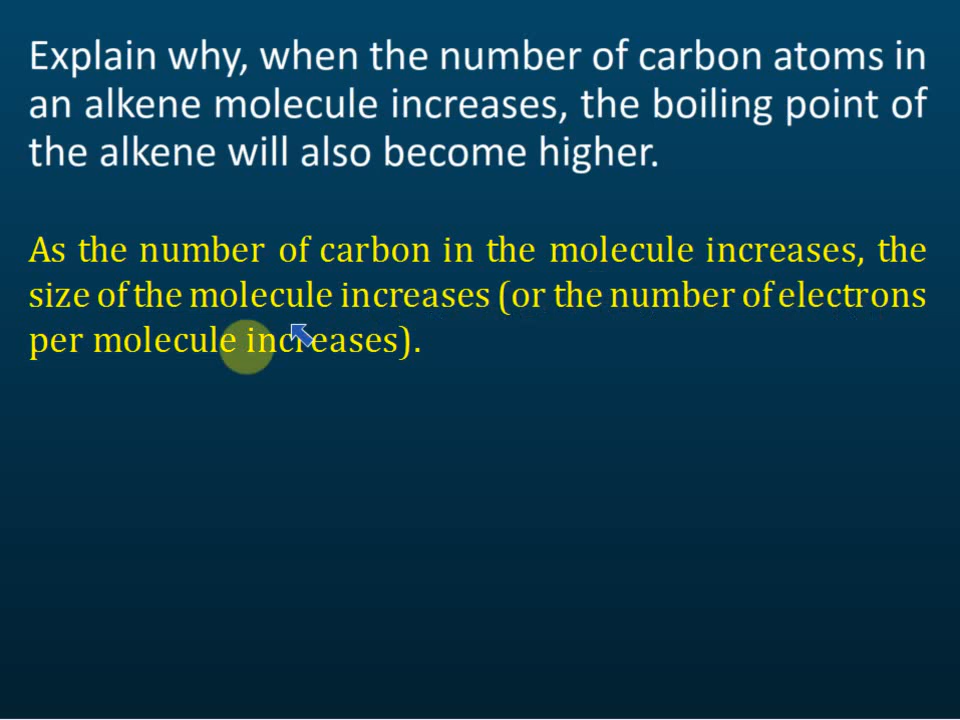 Explain why, when the number of carbon atoms in
an alkene molecule increases, the boiling point of
the alkene will also become higher.
As the number of carbon in the molecule increases, the
size of the molecule increases (or the number of electrons
per molecule increases).